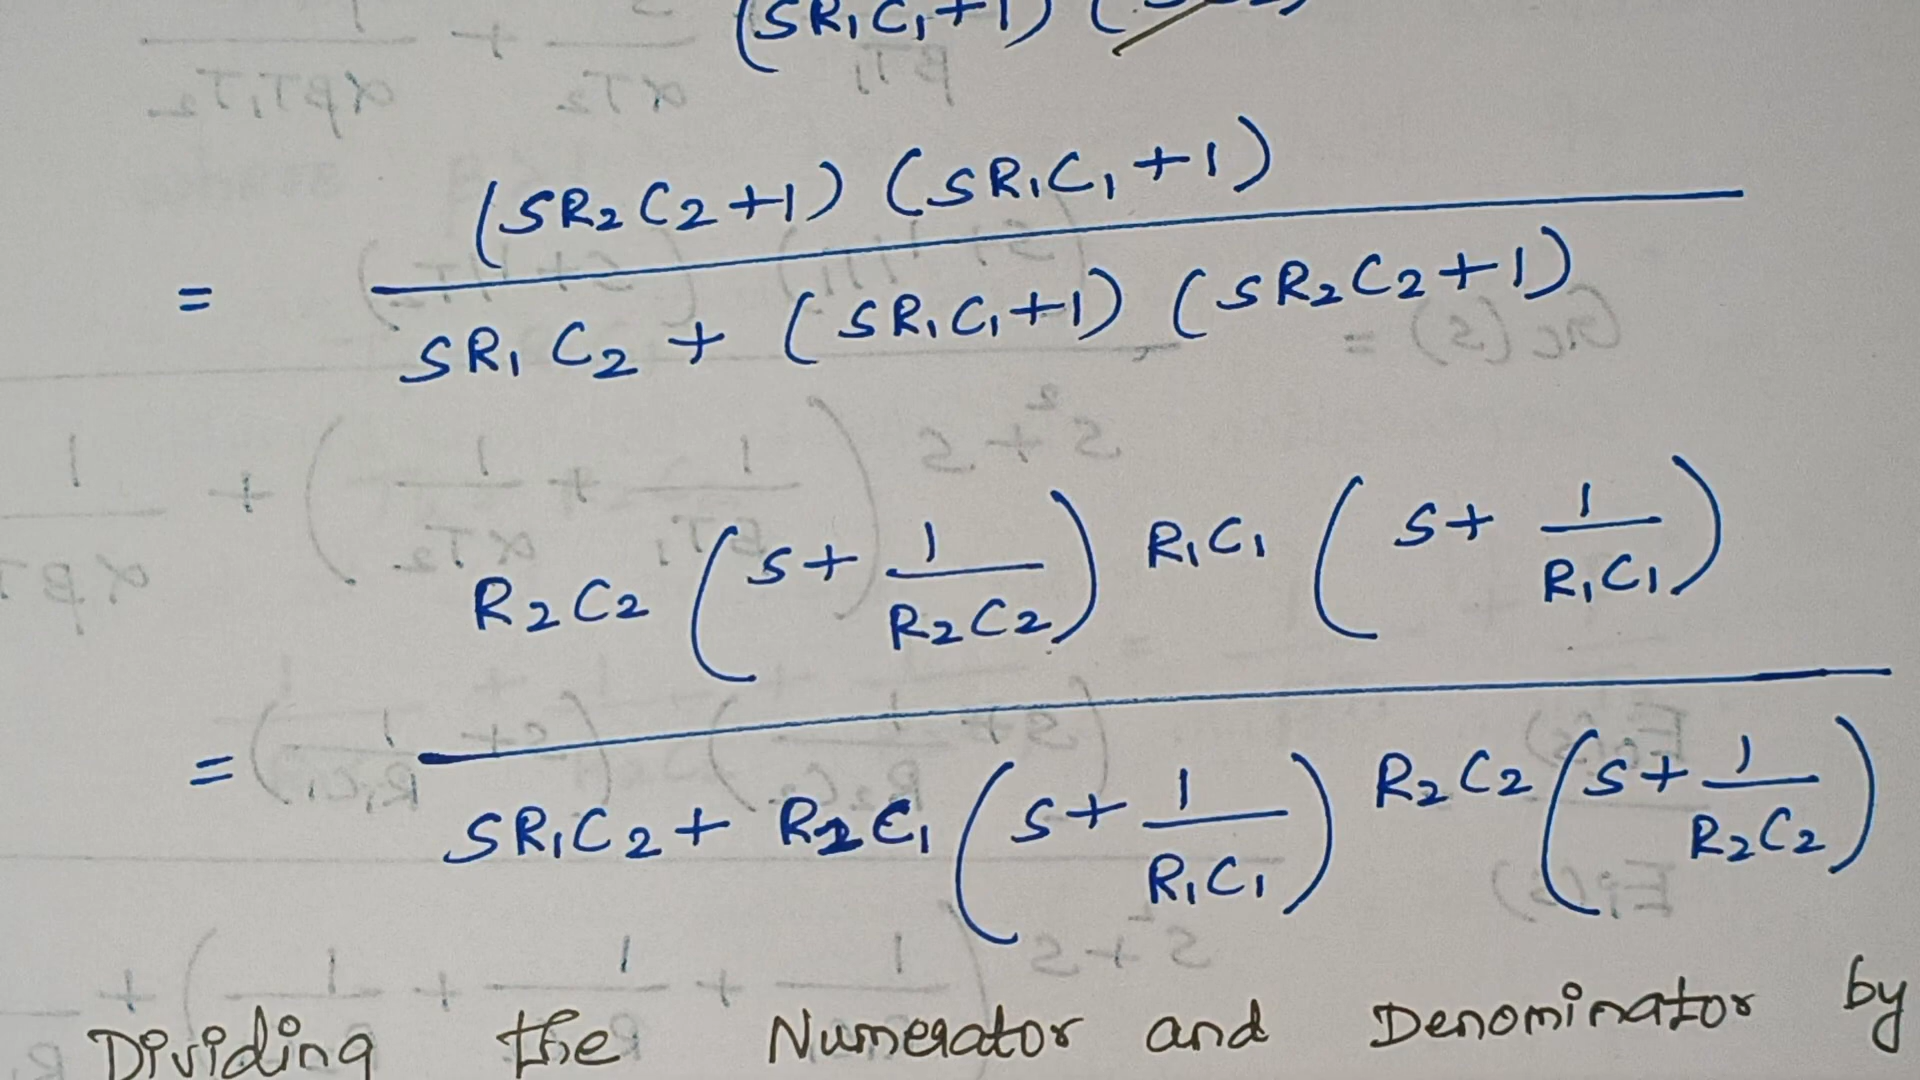 (SR₁C₁+1) (
= (SR₂C₂+1) (SR₁C₁+1) / SR₁C₂ + (SR₁C₁+1) (SR₂C₂+1)
= R₂C₂ (S + 1/R₂C₂) R₁C₁ (S + 1/R₁C₁) / SR₁C₂ + R₁C₁ (S + 1/R₁C₁) R₂C₂ (S + 1/R₂C₂)
Dividing the Numerator and Denominator by